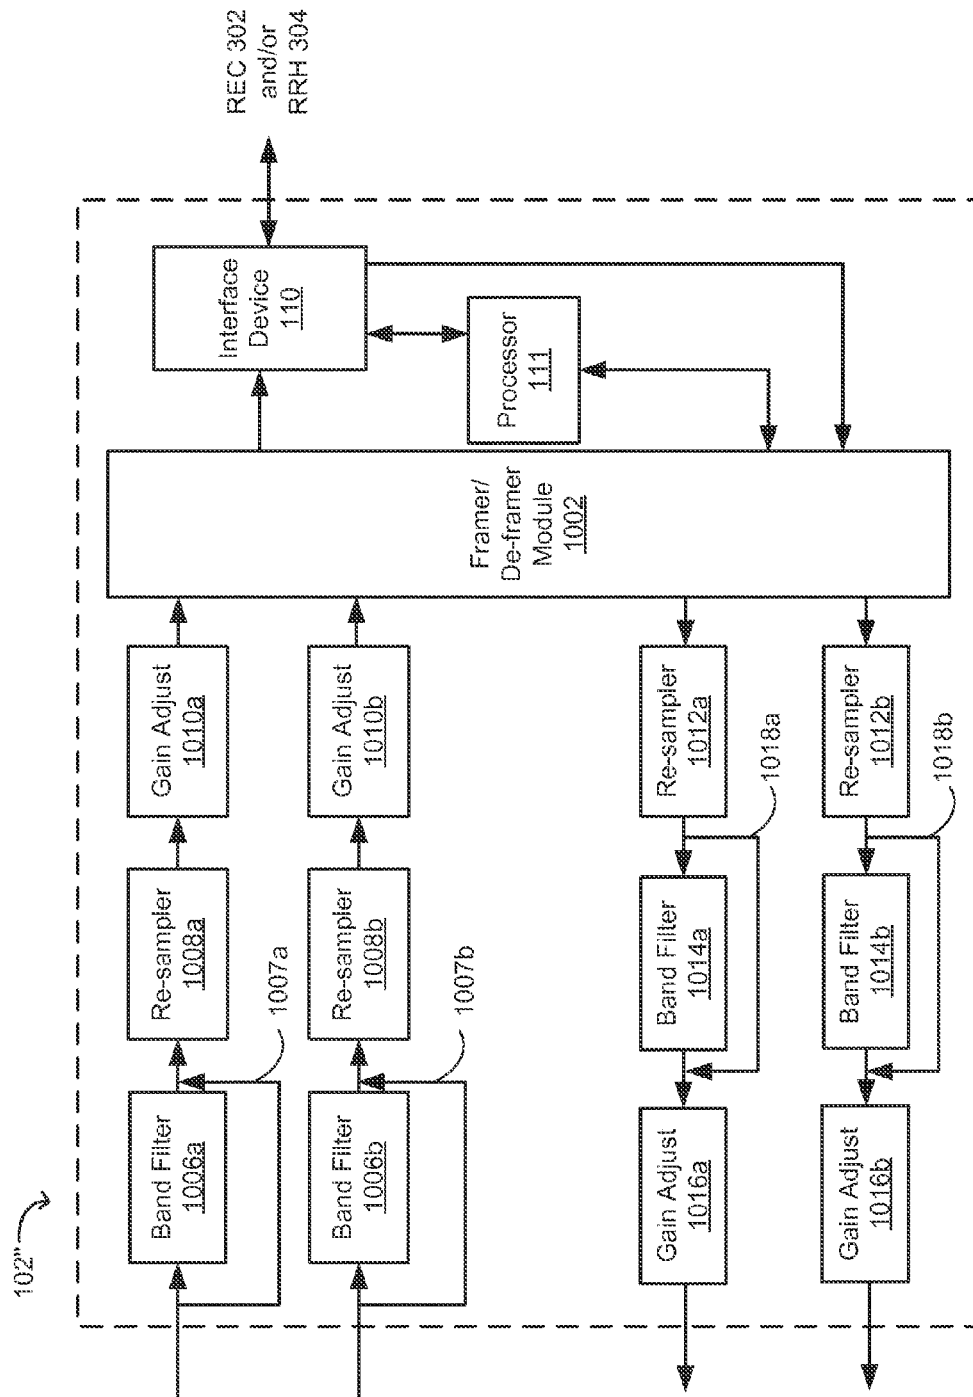 102"
Band Filter
1006a
Re-sampler
1008a
Gain Adjust
1010a
1007a
Band Filter
1006b
Re-sampler
1008b
Gain Adjust
1010b
1007b
Framer/
De-framer
Module
1002
Interface
Device
110
Processor
111
REC 302
and/or
RRH 304
Gain Adjust
1016a
Band Filter
1014a
Re-sampler
1012a
1018a
Gain Adjust
1016b
Band Filter
1014b
Re-sampler
1012b
1018b